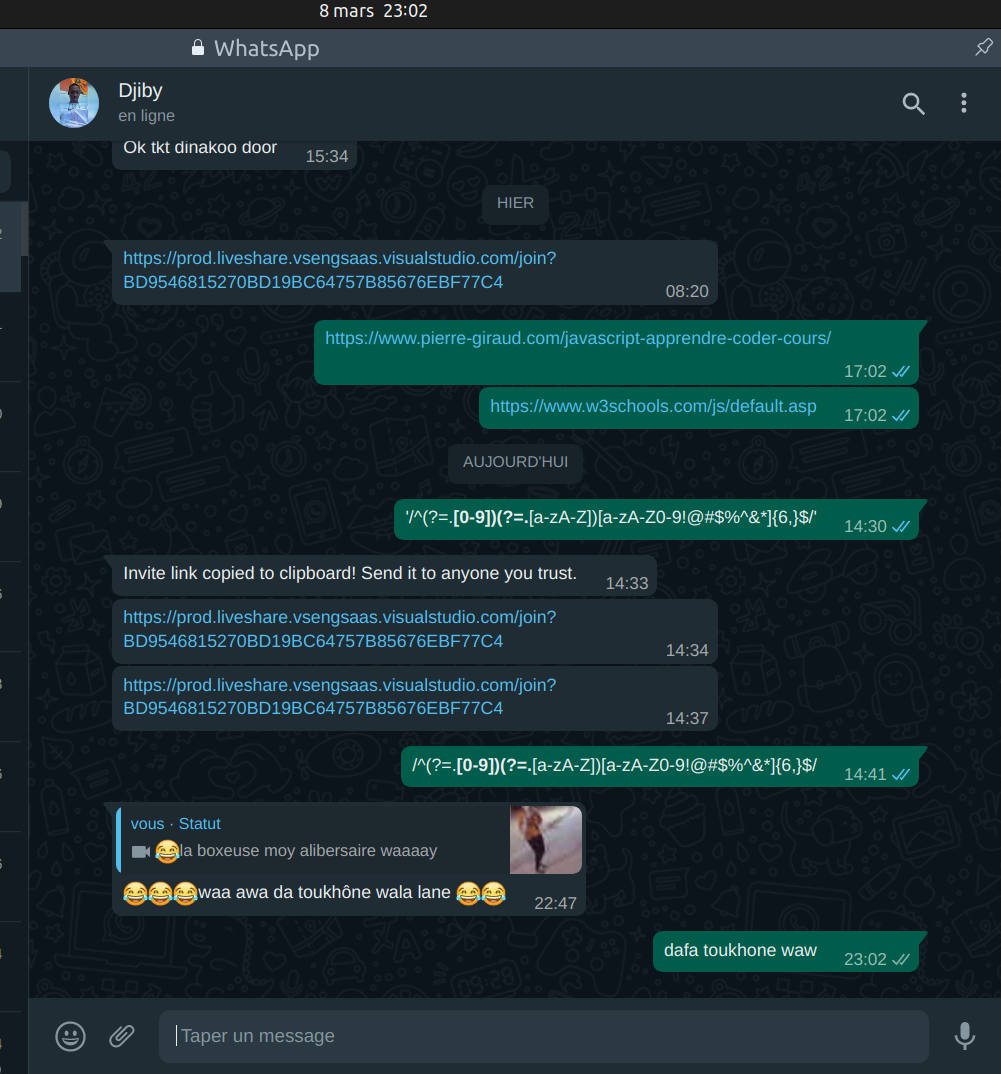 8 mars 23:02
WhatsApp
Djiby
en ligne
Ok tkt dinakoo door
15:34
HIER
https://prod.liveshare.vsengsaas.visualstudio.com/join?
BD9546815270BD19BC64757B85676EBF77C4
08:20
https://www.pierre-giraud.com/javascript-apprendre-coder-cours/
17:02
https://www.w3schools.com/js/default.asp
17:02
AUJOURD'HUI
'/^(?=.[0-9])(?=.[a-zA-Z])[a-zA-Z0-9!@#$%^&*]{6,}$/'
14:30
Invite link copied to clipboard! Send it to anyone you trust.
14:33
https://prod.liveshare.vsengsaas.visualstudio.com/join?
BD9546815270BD19BC64757B85676EBF77C4
14:34
https://prod.liveshare.vsengsaas.visualstudio.com/join?
BD9546815270BD19BC64757B85676EBF77C4
14:37
/^(?=.[0-9])(?=.[a-zA-Z])[a-zA-Z0-9!@#$%^&*]{6,}$/
14:41
vous · Statut
😂la boxeuse moy alibersaire waaaay
😂😂😂waa awa da toukhône wala lane 😂😂
22:47
dafa toukhone waw
23:02
Taper un message